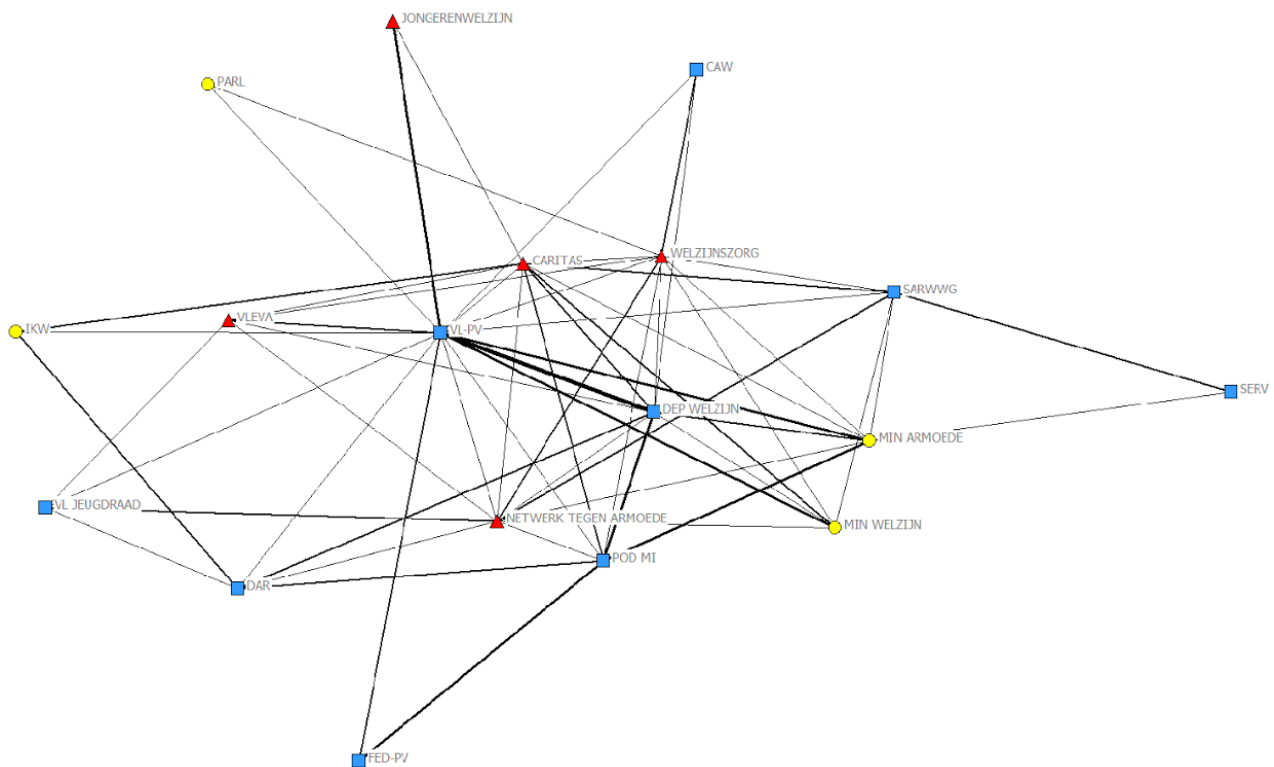 JONGERENWELZIJN
CAW
PARL
WELZIJNSZORG
CARITAS
SARWWG
VLEVA
IKW
VL-PV
SERV
DEP WELZIJN
MIN ARMOEDE
VL JEUGDRAAD
NETWERK TEGEN ARMOEDE
MIN WELZIJN
POD MI
DAR
FED-PV